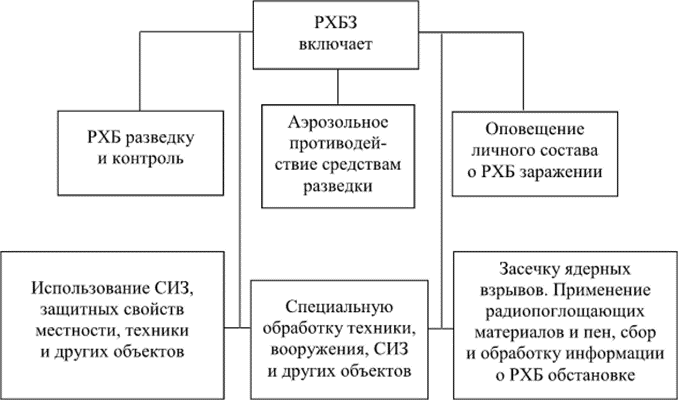 РХБЗ
включает
РХБ разведку
и контроль
Аэрозольное
противодей-
ствие средствам
разведки
Оповещение
личного состава
о РХБ заражении
Использование СИЗ,
защитных свойств
местности, техники
и других объектов
Специальную
обработку техники,
вооружения, СИЗ
и других объектов
Засечку ядерных
взрывов. Применение
радиопоглощающих
материалов и пен, сбор
и обработку информации
о РХБ обстановке